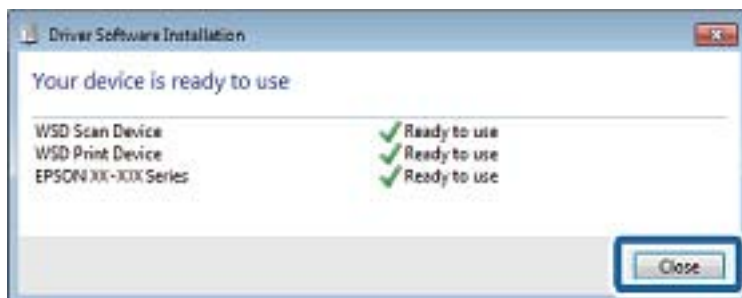 Driver Software Installation
Your device is ready to use
WSD Scan Device Ready to use
WSD Print Device Ready to use
EPSON XX-XXX Series Ready to use
Close